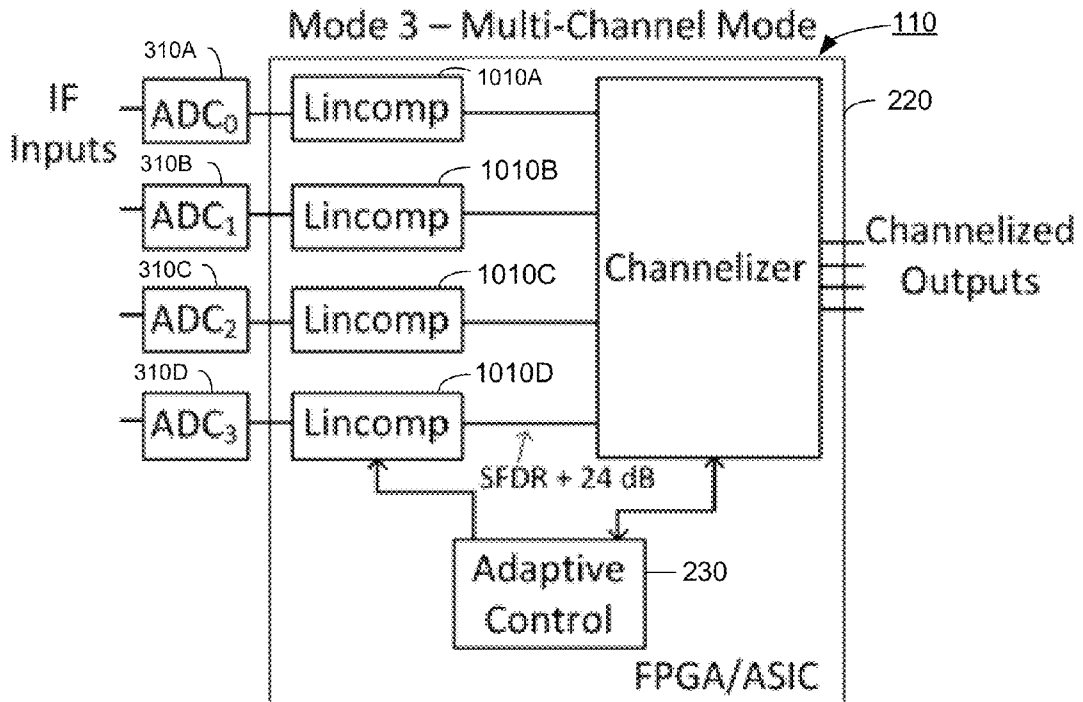 Mode 3 – Multi-Channel Mode
110
310A
1010A
220
IF
Inputs
ADC0
Lincomp
310B
1010B
ADC1
Lincomp
Channelizer
Channelized
Outputs
310C
1010C
ADC2
Lincomp
310D
1010D
ADC3
Lincomp
SFDR + 24 dB
Adaptive
Control
230
FPGA/ASIC